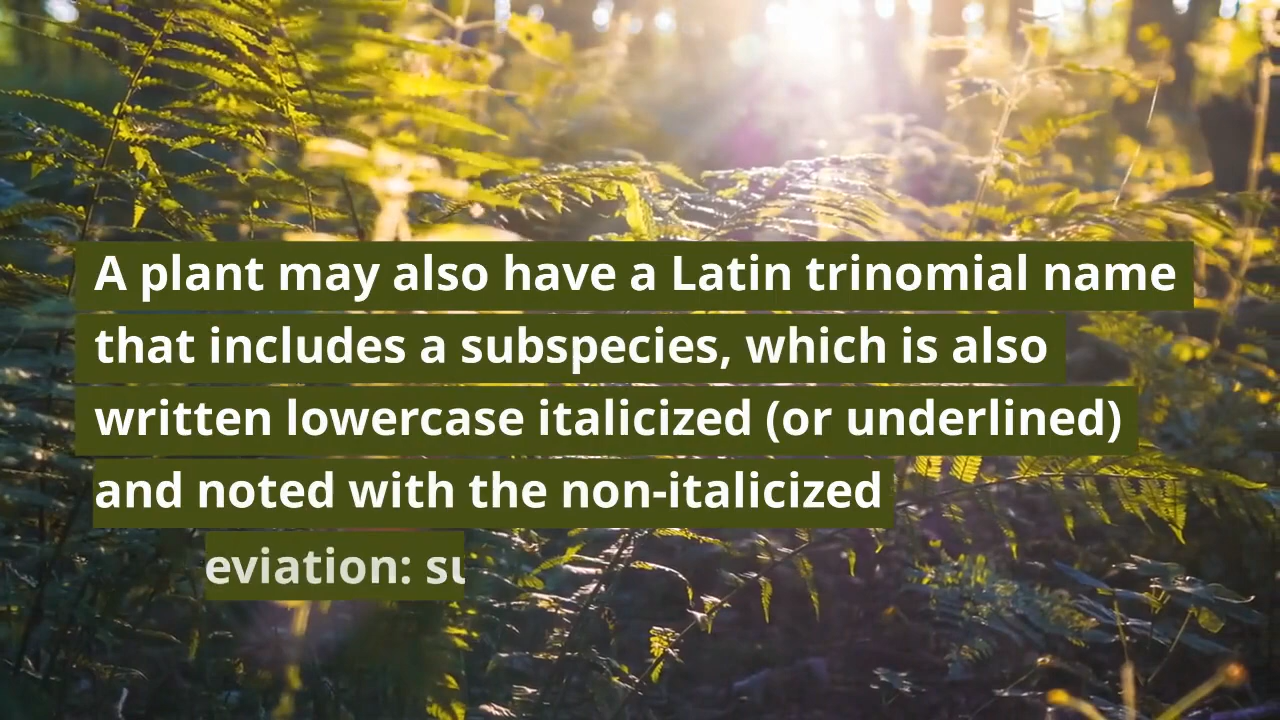 A plant may also have a Latin trinomial name
that includes a subspecies, which is also
written lowercase italicized (or underlined)
and noted with the non-italicized
eviation: su